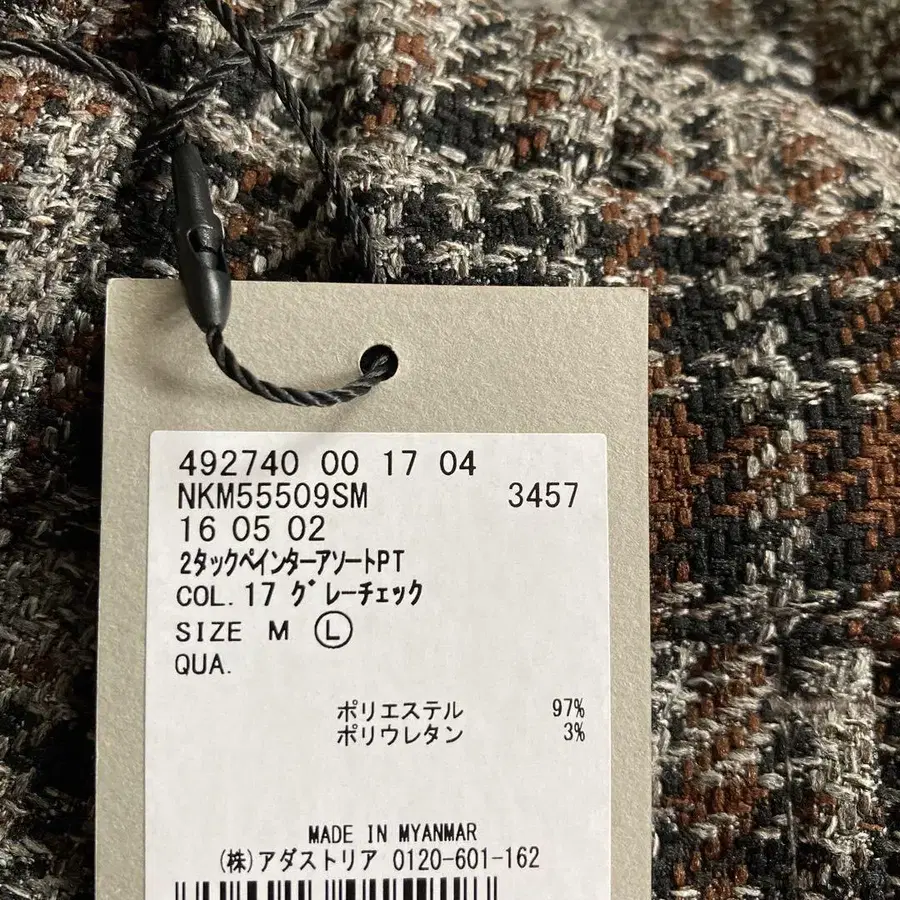 492740 00 17 04
NKM55509SM 3457
16 05 02
2ﾀｯｸﾍﾟｲﾝﾀｰｱｿｰﾄPT
COL.17 ｸﾞﾚｰﾁｪｯｸ
SIZE M Ⓛ
QUA.
ポリエステル 97%
ポリウレタン 3%
MADE IN MYANMAR
(株)アダストリア 0120-601-162